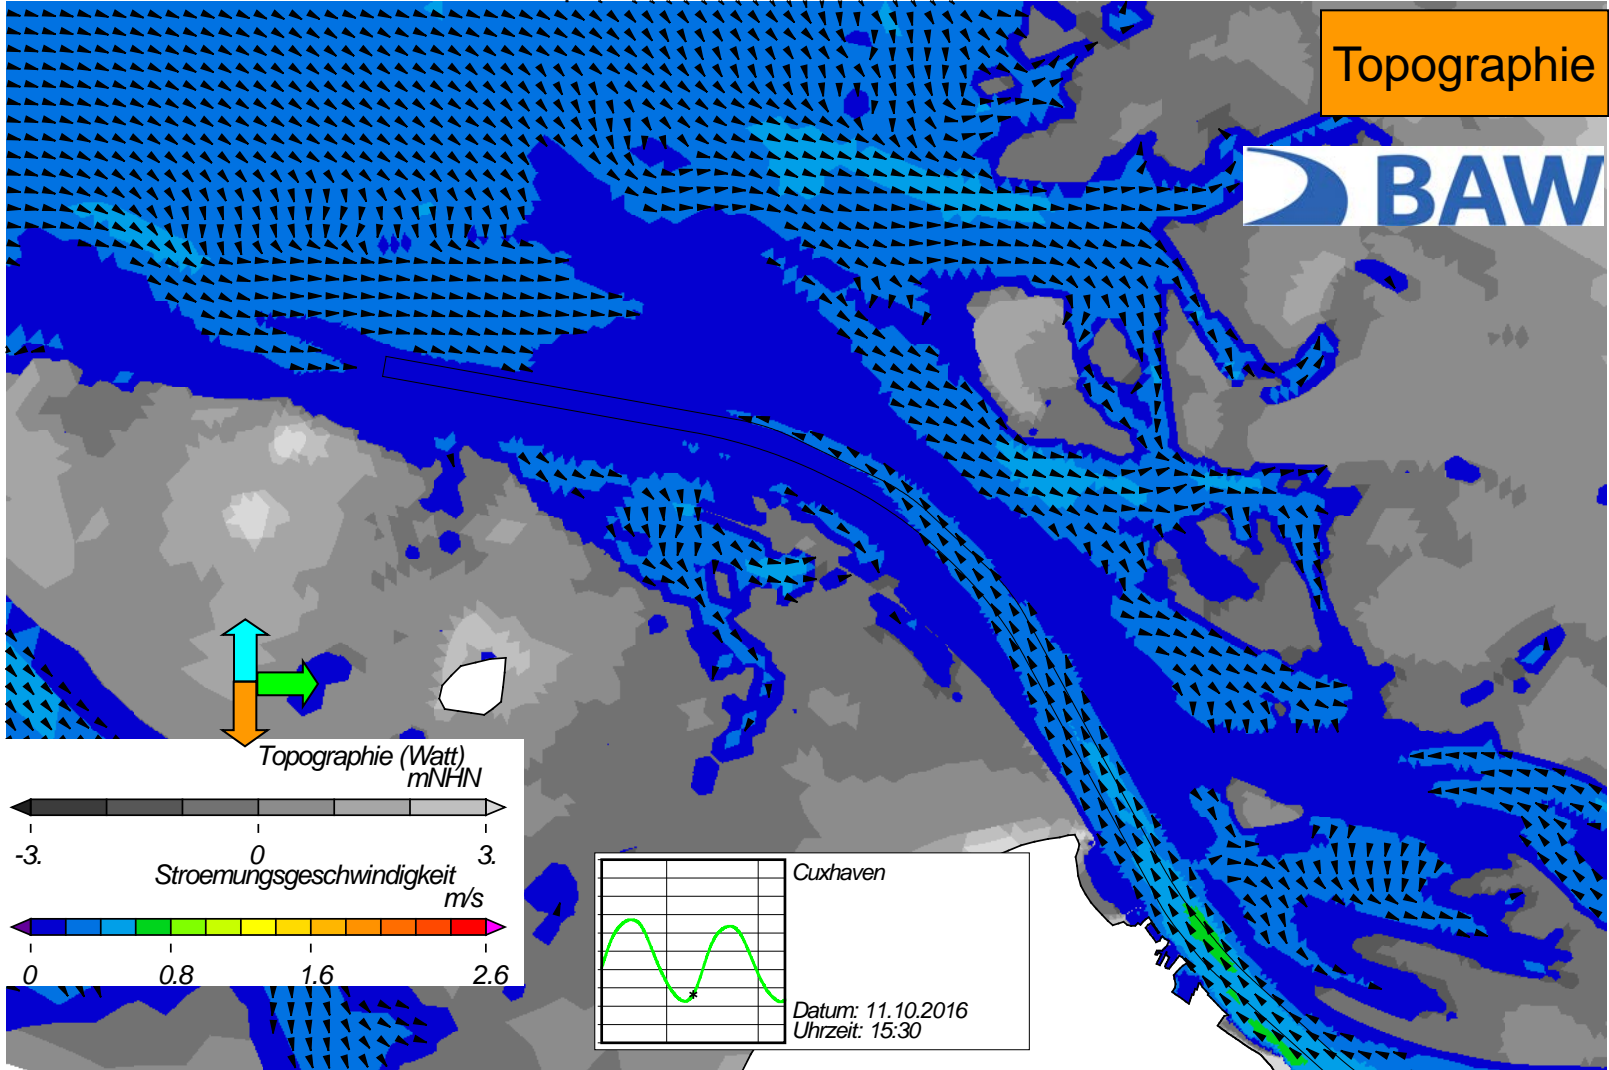 Topographie
BAW
Topographie (Watt)
mNHN
-3. 0 3.
Stroemungsgeschwindigkeit
m/s
0 0.8 1.6 2.6
Cuxhaven
Datum: 11.10.2016
Uhrzeit: 15:30